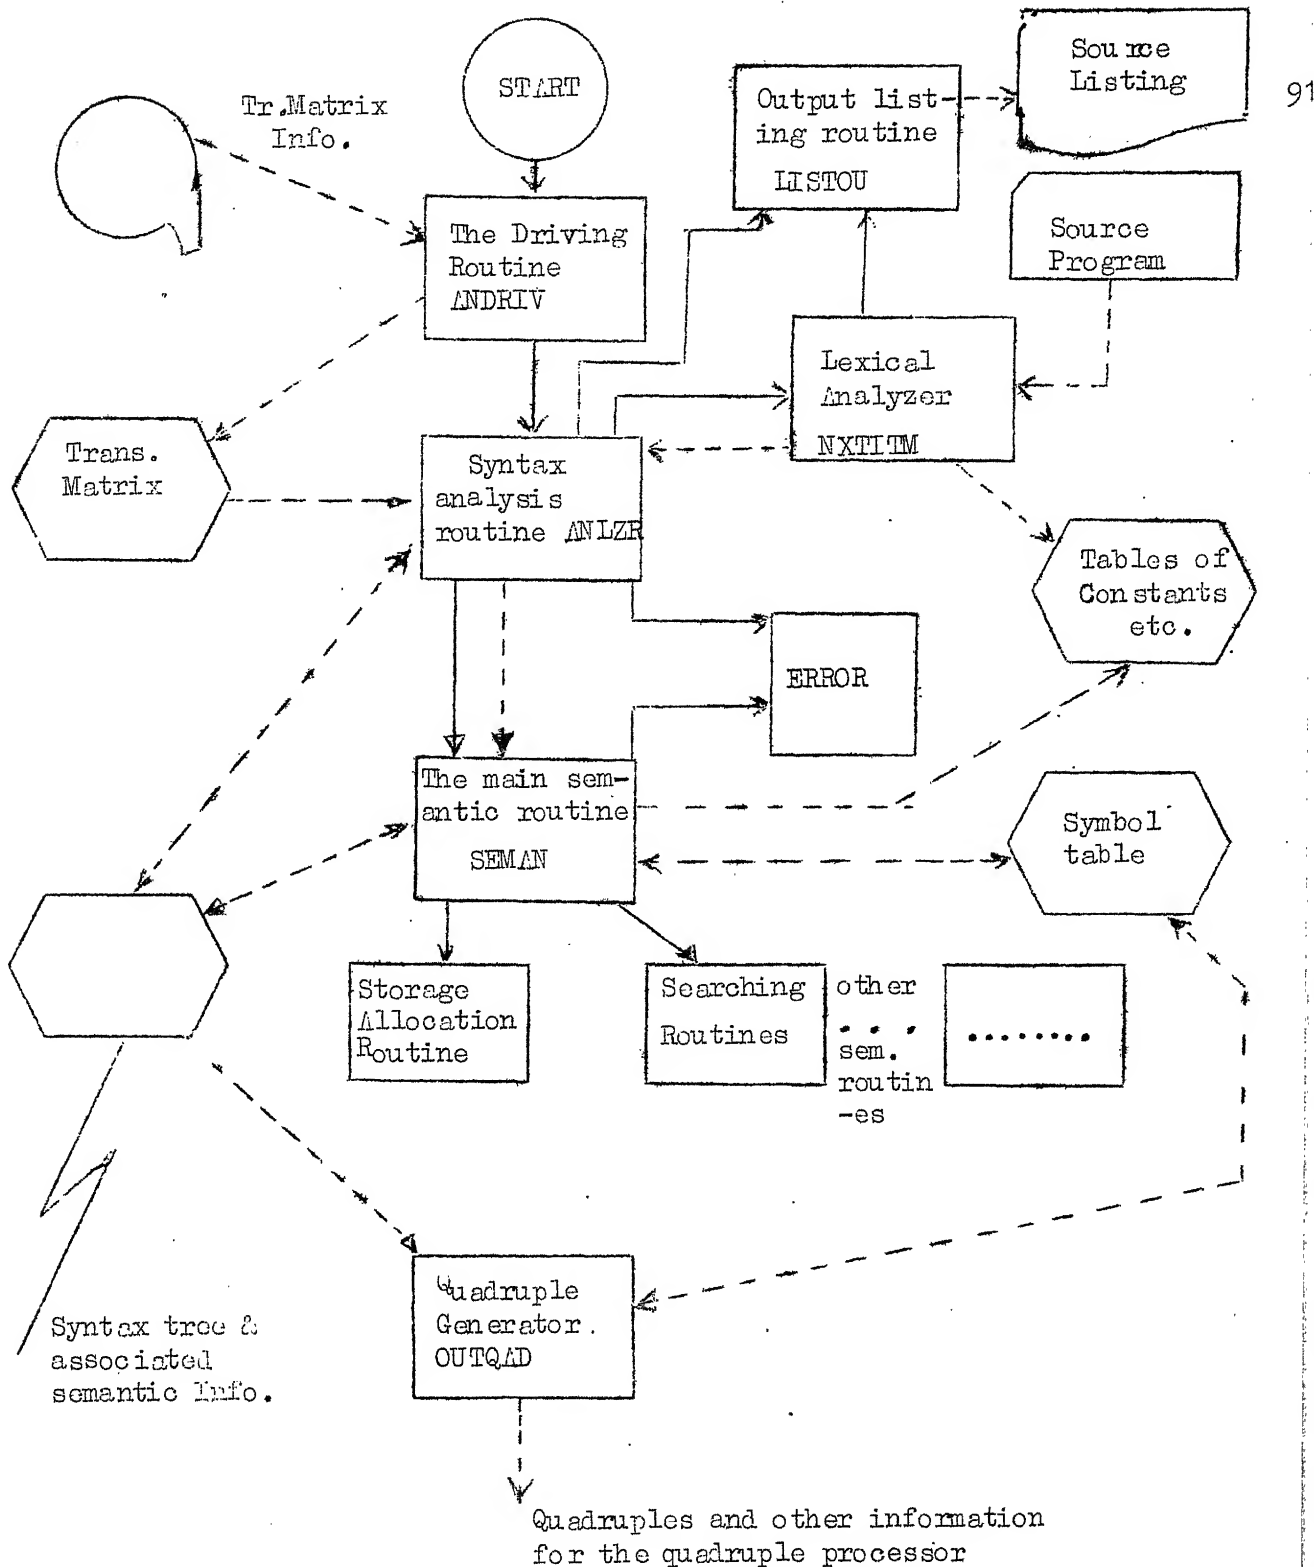 91
START
Tr.Matrix
Info.
Output list-
ing routine
LISTOU
Source
Listing
The Driving
Routine
ANDRIV
Source
Program
Lexical
Analyzer
NXTITM
Trans.
Matrix
Syntax
analysis
routine ANLZR
Tables of
Constants
etc.
ERROR
The main sem-
antic routine
SEMAN
Symbol
table
Storage
Allocation
Routine
Searching
Routines
other
. . .
sem.
routin
-es
........
Syntax tree &
associated
semantic Info.
Quadruple
Generator.
OUTQAD
Quadruples and other information
for the quadruple processor